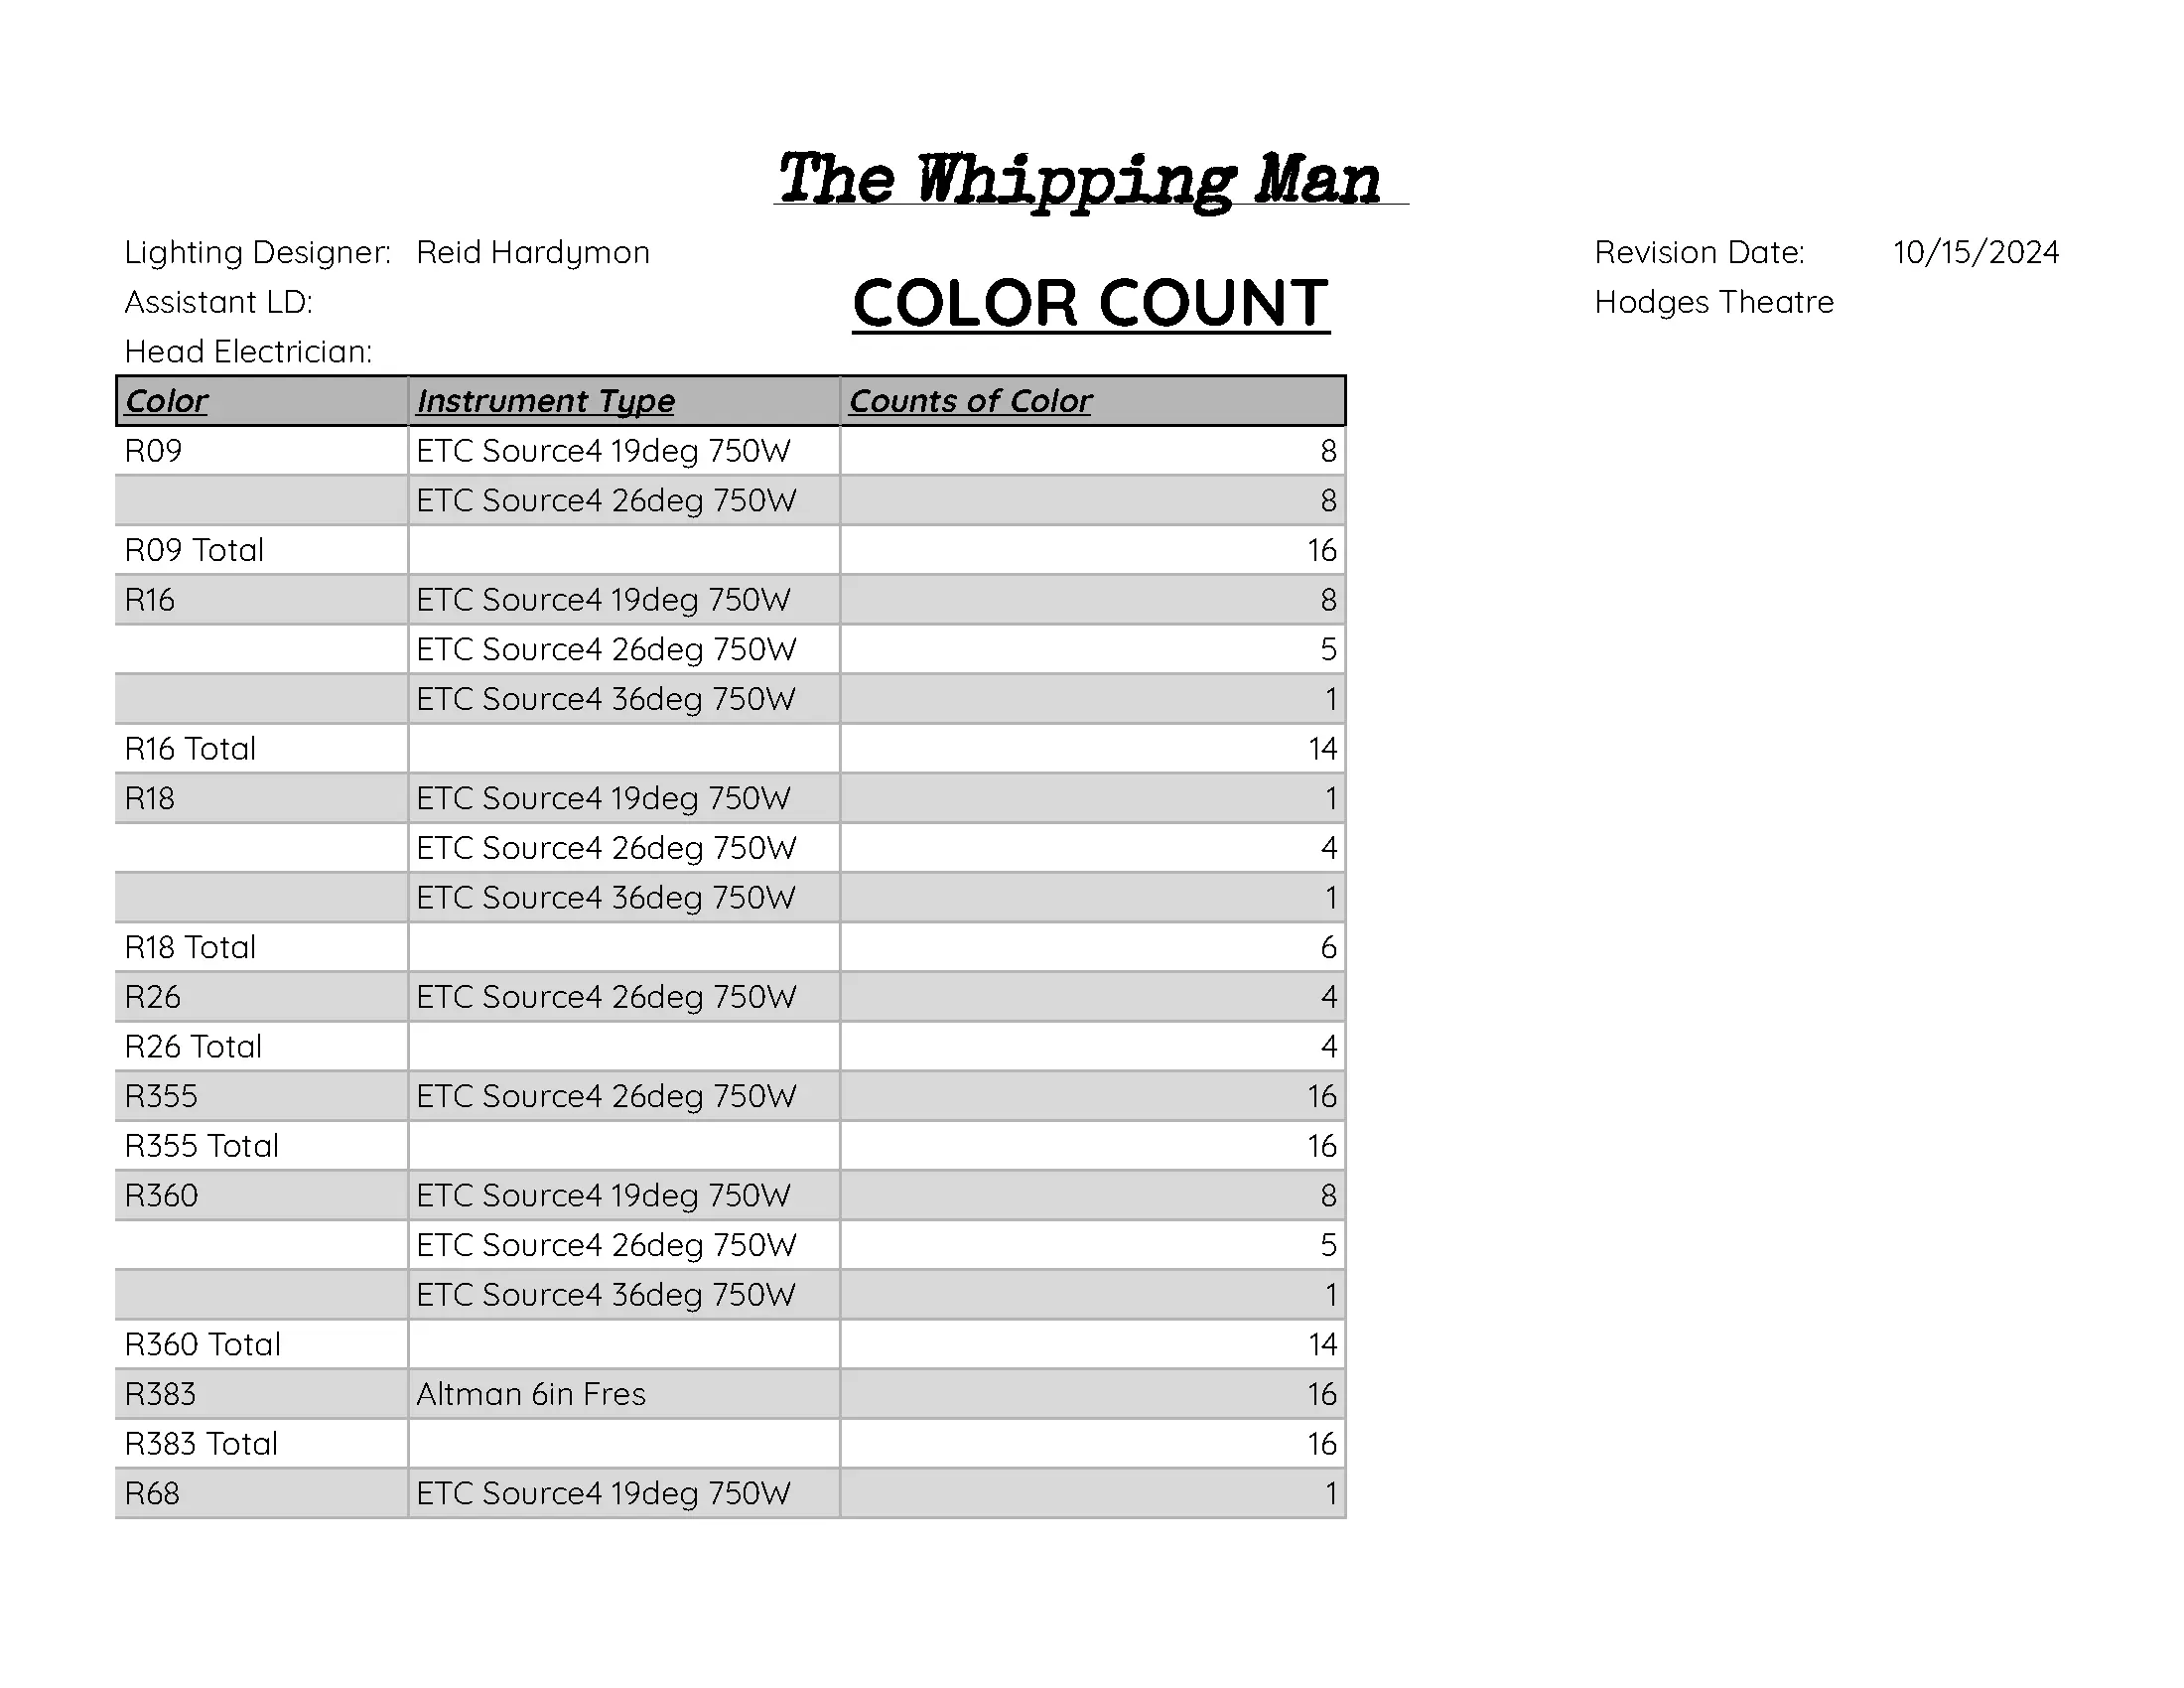 The Whipping Man
Lighting Designer: Reid Hardymon Revision Date: 10/15/2024
Assistant LD: COLOR COUNT Hodges Theatre
Head Electrician:
Color Instrument Type Counts of Color
R09 ETC Source4 19deg 750W 8
ETC Source4 26deg 750W 8
R09 Total 16
R16 ETC Source4 19deg 750W 8
ETC Source4 26deg 750W 5
ETC Source4 36deg 750W 1
R16 Total 14
R18 ETC Source4 19deg 750W 1
ETC Source4 26deg 750W 4
ETC Source4 36deg 750W 1
R18 Total 6
R26 ETC Source4 26deg 750W 4
R26 Total 4
R355 ETC Source4 26deg 750W 16
R355 Total 16
R360 ETC Source4 19deg 750W 8
ETC Source4 26deg 750W 5
ETC Source4 36deg 750W 1
R360 Total 14
R383 Altman 6in Fres 16
R383 Total 16
R68 ETC Source4 19deg 750W 1